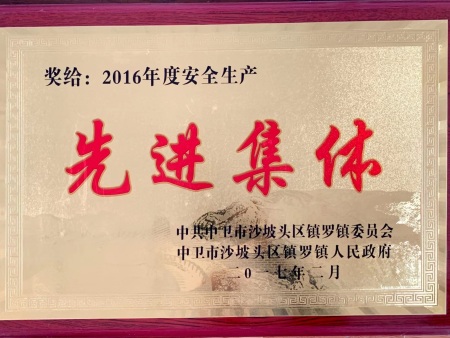 奖给：2016年度安全生产
先进集体
中共中卫市沙坡头区镇罗镇委员会
中卫市沙坡头区镇罗镇人民政府
二〇一七年二月